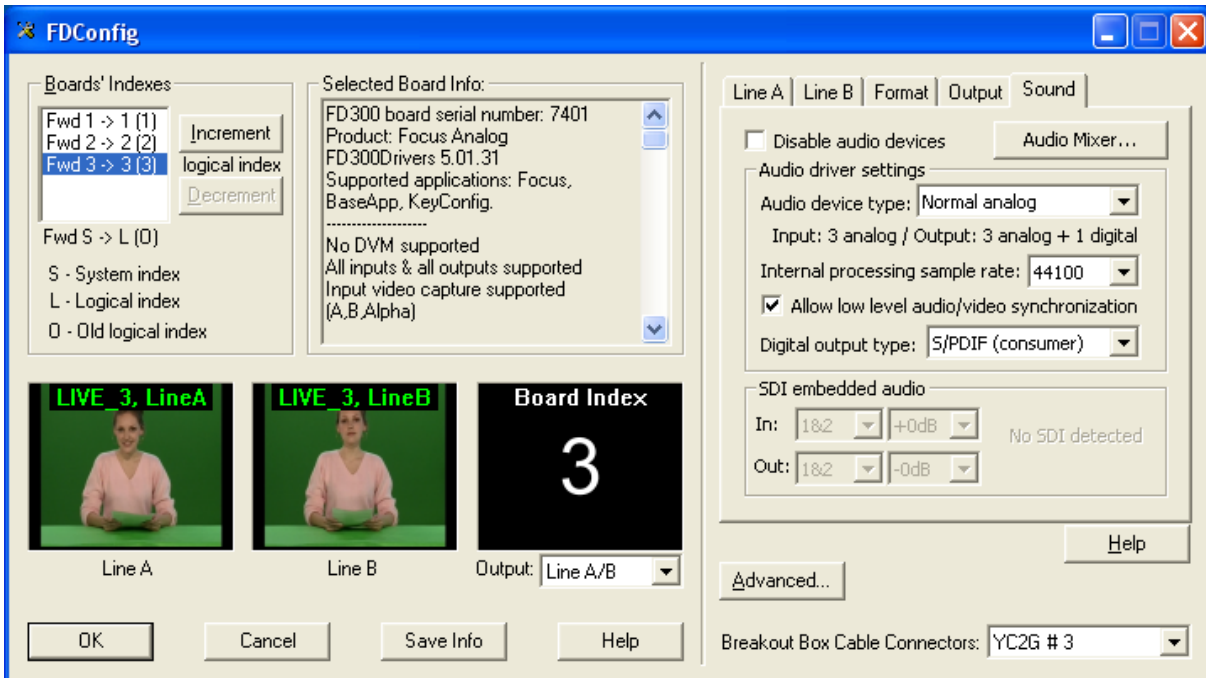 FDConfig
Boards' Indexes
Fwd 1 -> 1 (1)
Fwd 2 -> 2 (2)
Fwd 3 -> 3 (3)
Increment
logical index
Decrement
Fwd S -> L (O)
S - System index
L - Logical index
O - Old logical index
Selected Board Info:
FD300 board serial number: 7401
Product: Focus Analog
FD300Drivers 5.01.31
Supported applications: Focus,
BaseApp, KeyConfig.
-------------------
No DVM supported
All inputs & all outputs supported
Input video capture supported
(A,B,Alpha)
LIVE_3, LineA
LIVE_3, LineB
Board Index
3
Line A
Line B
Output: Line A/B
OK
Cancel
Save Info
Help
Line A
Line B
Format
Output
Sound
Disable audio devices
Audio Mixer...
Audio driver settings
Audio device type: Normal analog
Input: 3 analog / Output: 3 analog + 1 digital
Internal processing sample rate: 44100
Allow low level audio/video synchronization
Digital output type: S/PDIF (consumer)
SDI embedded audio
In: 1&2 +0dB
No SDI detected
Out: 1&2 -0dB
Help
Advanced...
Breakout Box Cable Connectors: YC2G # 3